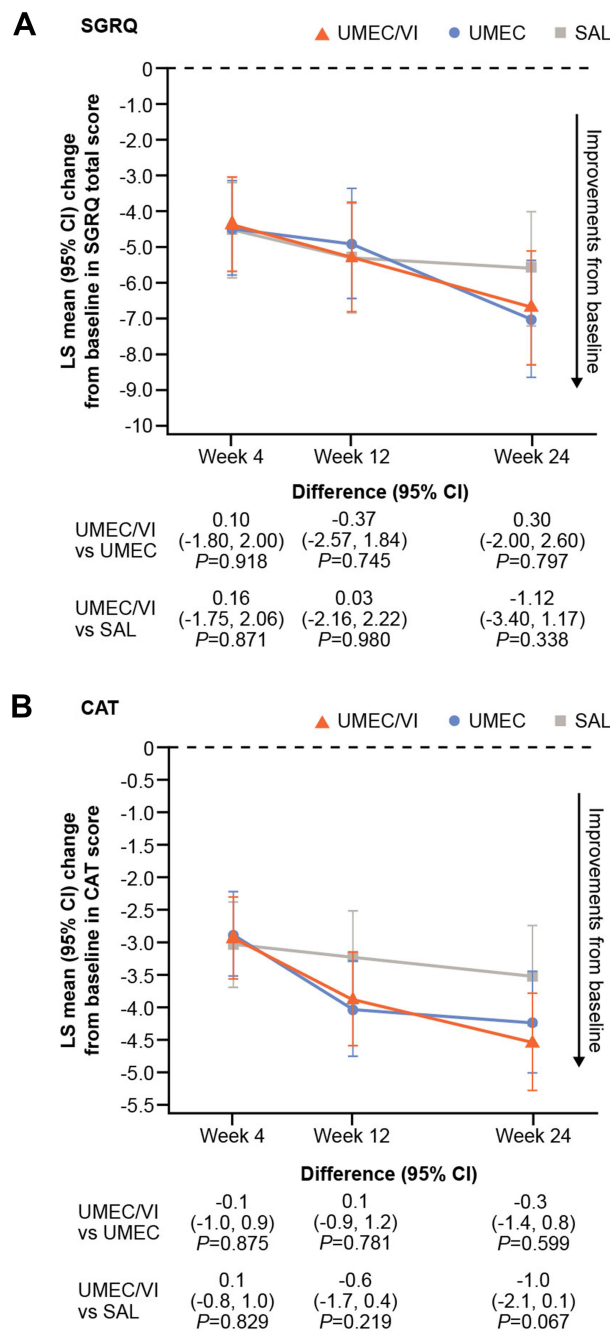 A SGRQ
UMEC/VI UMEC SAL
LS mean (95% CI) change
from baseline in SGRQ total score
0
-1.0
-2.0
-3.0
-4.0
-5.0
-6.0
-7.0
-8.0
-9.0
-10
Improvements from baseline
Week 4 Week 12 Week 24
Difference (95% CI)
UMEC/VI
vs UMEC
0.10
(-1.80, 2.00)
P=0.918
-0.37
(-2.57, 1.84)
P=0.745
0.30
(-2.00, 2.60)
P=0.797
UMEC/VI
vs SAL
0.16
(-1.75, 2.06)
P=0.871
0.03
(-2.16, 2.22)
P=0.980
-1.12
(-3.40, 1.17)
P=0.338
B CAT
UMEC/VI UMEC SAL
LS mean (95% CI) change
from baseline in CAT score
0
-0.5
-1.0
-1.5
-2.0
-2.5
-3.0
-3.5
-4.0
-4.5
-5.0
-5.5
Improvements from baseline
Week 4 Week 12 Week 24
Difference (95% CI)
UMEC/VI
vs UMEC
-0.1
(-1.0, 0.9)
P=0.875
0.1
(-0.9, 1.2)
P=0.781
-0.3
(-1.4, 0.8)
P=0.599
UMEC/VI
vs SAL
0.1
(-0.8, 1.0)
P=0.829
-0.6
(-1.7, 0.4)
P=0.219
-1.0
(-2.1, 0.1)
P=0.067